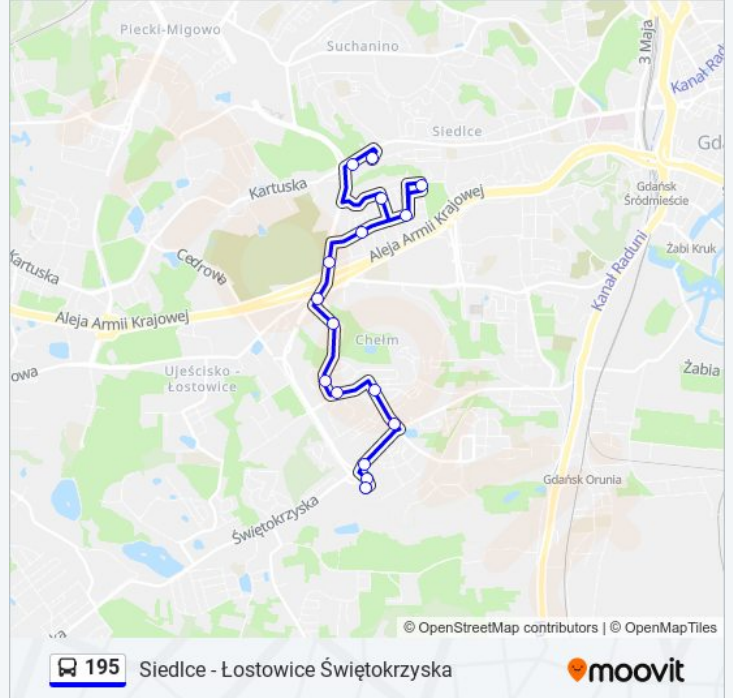 Piecki-Migowo
Suchanino
3 Maja
Kanał Rad
Siedlce
Gd
Kartuska
Gdańsk
Śródmieście
Aleja Armii Krajowej
Żabi Kruk
Kanał Raduni
Cedrowa
Kartuska
Aleja Armii Krajowej
Chełm
Ujeścisko -
Łostowice
owa
Żabia
Gdańsk Orunia
Świętokrzyska
ka
© OpenStreetMap contributors | © OpenMapTiles
195 Siedlce - Łostowice Świętokrzyska
moovit